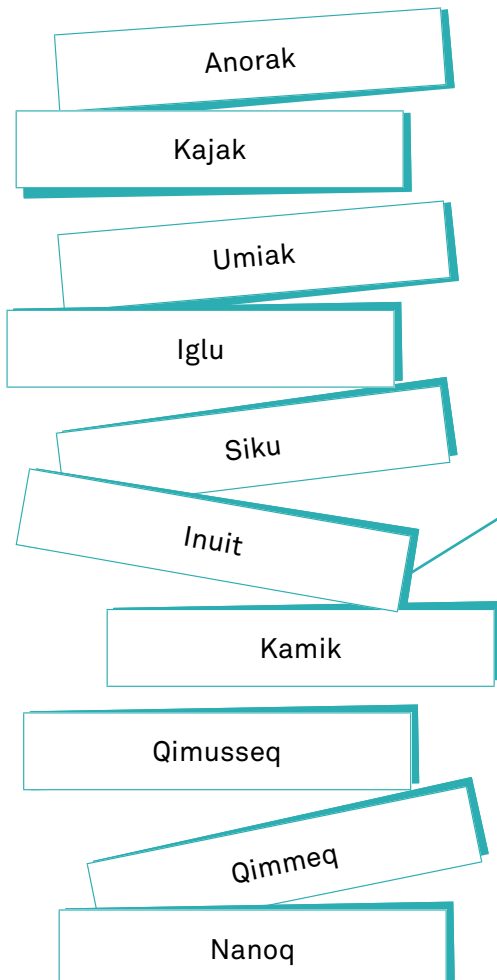 Anorak
Kajak
Umiak
Iglu
Siku
Inuit
Kamik
Qimusseq
Qimmeq
Nanoq